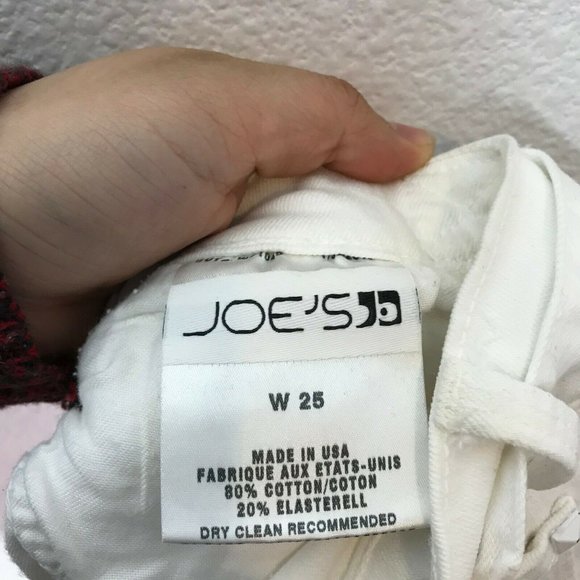 JOE'S
W 25
MADE IN USA
FABRIQUE AUX ETATS-UNIS
80% COTTON/COTON
20% ELASTERELL
DRY CLEAN RECOMMENDED